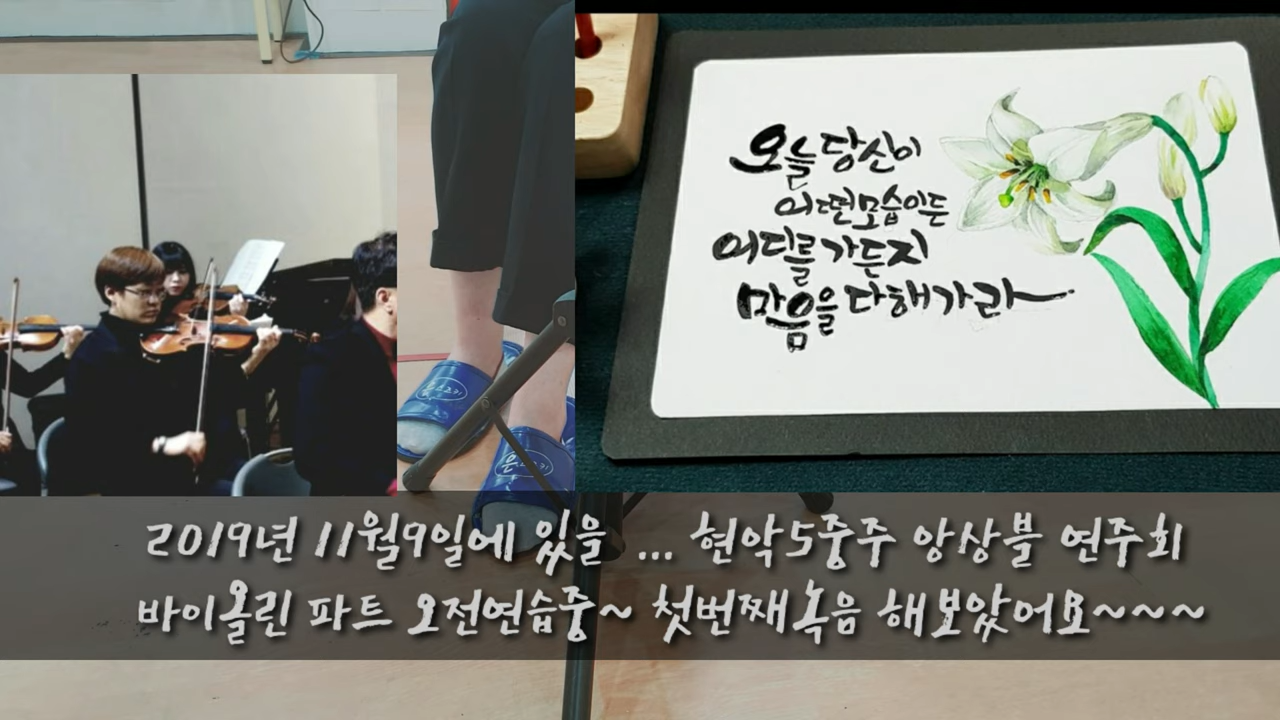 오늘 당신이
어떤모습이든
어디를 가든지
마음을 다해 가라
2019년 11월9일에 있을 ... 현악5중주 앙상블 연주회
바이올린 파트 오전연습중~ 첫번째녹음 해보았어요~~~~